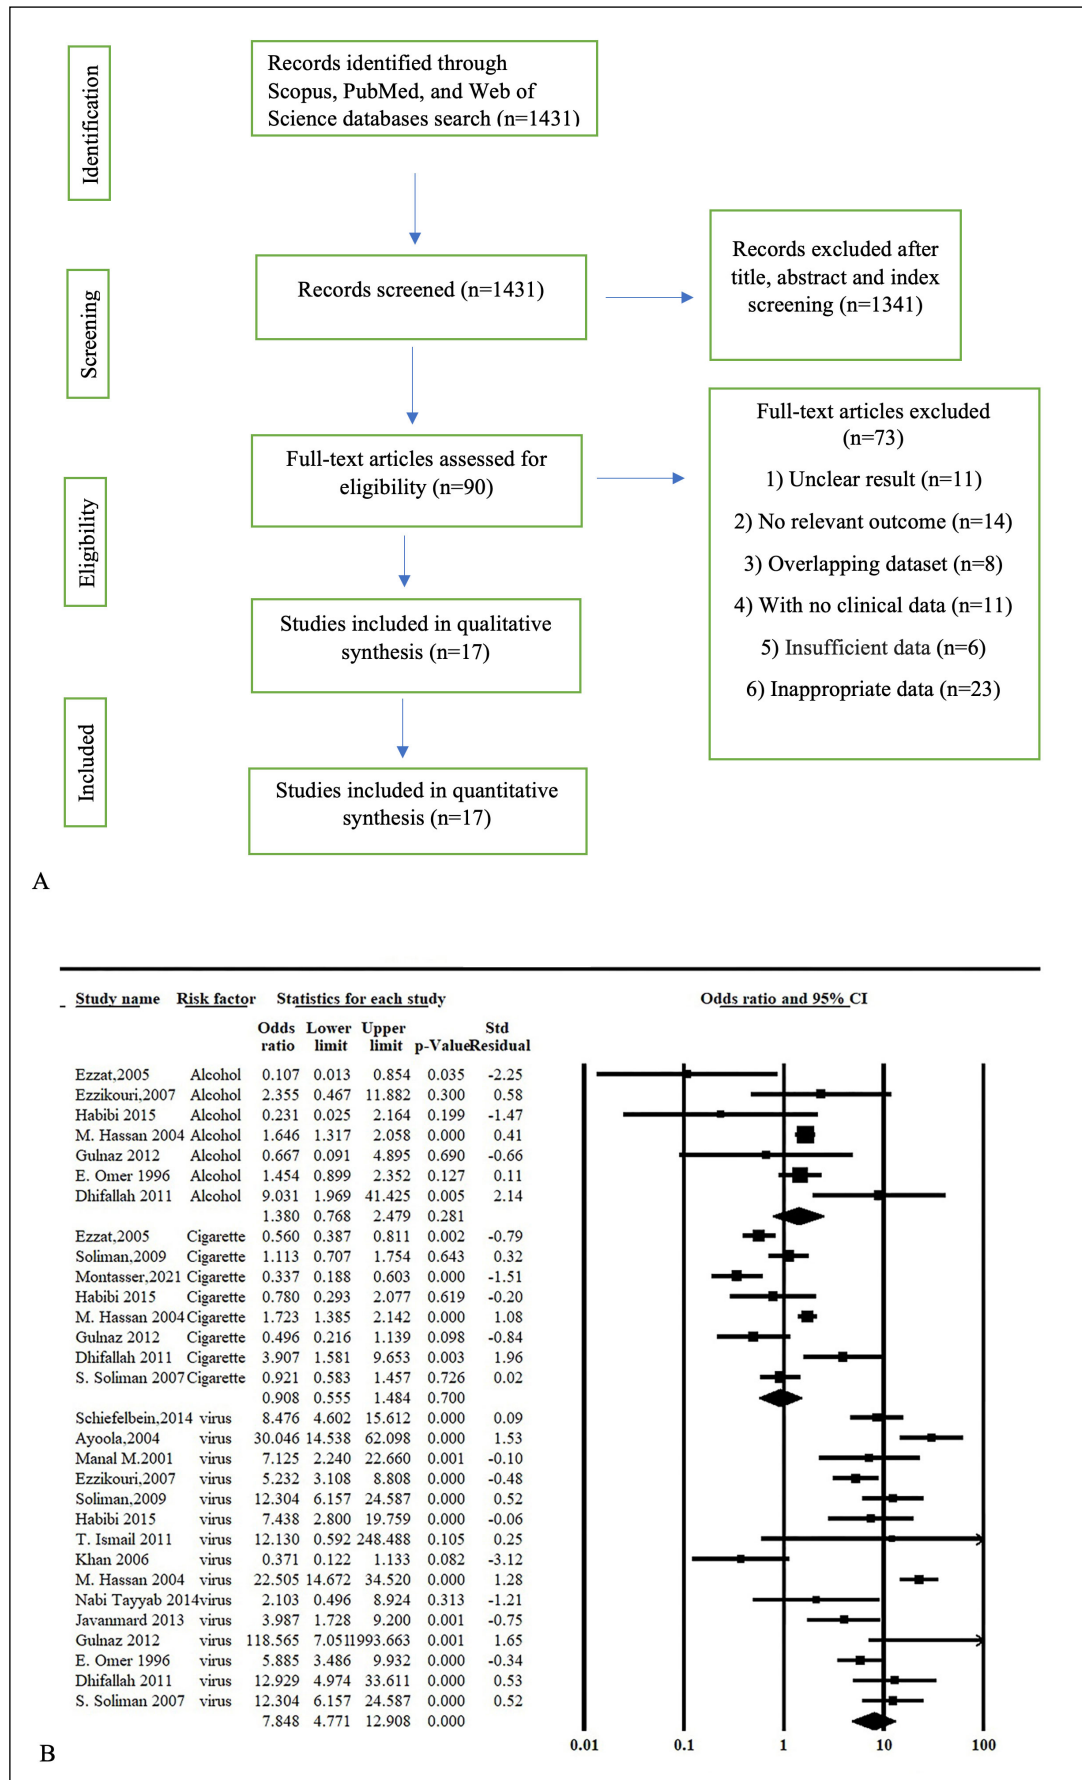 Identification
Records identified through
Scopus, PubMed, and Web of
Science databases search (n=1431)
Screening
Records screened (n=1431)
Records excluded after
title, abstract and index
screening (n=1341)
Eligibility
Full-text articles assessed for
eligibility (n=90)
Full-text articles excluded
(n=73)
1) Unclear result (n=11)
2) No relevant outcome (n=14)
3) Overlapping dataset (n=8)
4) With no clinical data (n=11)
5) Insufficient data (n=6)
6) Inappropriate data (n=23)
Studies included in qualitative
synthesis (n=17)
Included
Studies included in quantitative
synthesis (n=17)
A
Study name Risk factor Statistics for each study Odds ratio and 95% CI
Odds Lower Upper Std
ratio limit limit p-Value Residual
Ezzat,2005 Alcohol 0.107 0.013 0.854 0.035 -2.25
Ezzikouri,2007 Alcohol 2.355 0.467 11.882 0.300 0.58
Habibi 2015 Alcohol 0.231 0.025 2.164 0.199 -1.47
M. Hassan 2004 Alcohol 1.646 1.317 2.058 0.000 0.41
Gulnaz 2012 Alcohol 0.667 0.091 4.895 0.690 -0.66
E. Omer 1996 Alcohol 1.454 0.899 2.352 0.127 0.11
Dhifallah 2011 Alcohol 9.031 1.969 41.425 0.005 2.14
1.380 0.768 2.479 0.281
Ezzat,2005 Cigarette 0.560 0.387 0.811 0.002 -0.79
Soliman,2009 Cigarette 1.113 0.707 1.754 0.643 0.32
Montasser,2021 Cigarette 0.337 0.188 0.603 0.000 -1.51
Habibi 2015 Cigarette 0.780 0.293 2.077 0.619 -0.20
M. Hassan 2004 Cigarette 1.723 1.385 2.142 0.000 1.08
Gulnaz 2012 Cigarette 0.496 0.216 1.139 0.098 -0.84
Dhifallah 2011 Cigarette 3.907 1.581 9.653 0.003 1.96
S. Soliman 2007 Cigarette 0.921 0.583 1.457 0.726 0.02
0.908 0.555 1.484 0.700
Schiefelbein,2014 virus 8.476 4.602 15.612 0.000 0.09
Ayoola,2004 virus 30.046 14.538 62.098 0.000 1.53
Manal M.2001 virus 7.125 2.240 22.660 0.001 -0.10
Ezzikouri,2007 virus 5.232 3.108 8.808 0.000 -0.48
Soliman,2009 virus 12.304 6.157 24.587 0.000 0.52
Habibi 2015 virus 7.438 2.800 19.759 0.000 -0.06
T. Ismail 2011 virus 12.130 0.592 248.488 0.105 0.25
Khan 2006 virus 0.371 0.122 1.133 0.082 -3.12
M. Hassan 2004 virus 22.505 14.672 34.520 0.000 1.28
Nabi Tayyab 2014 virus 2.103 0.496 8.924 0.313 -1.21
Javanmard 2013 virus 3.987 1.728 9.200 0.001 -0.75
Gulnaz 2012 virus 118.565 7.051 1993.663 0.001 1.65
E. Omer 1996 virus 5.885 3.486 9.932 0.000 -0.34
Dhifallah 2011 virus 12.929 4.974 33.611 0.000 0.53
S. Soliman 2007 virus 12.304 6.157 24.587 0.000 0.52
7.848 4.771 12.908 0.000
0.01 0.1 1 10 100
B